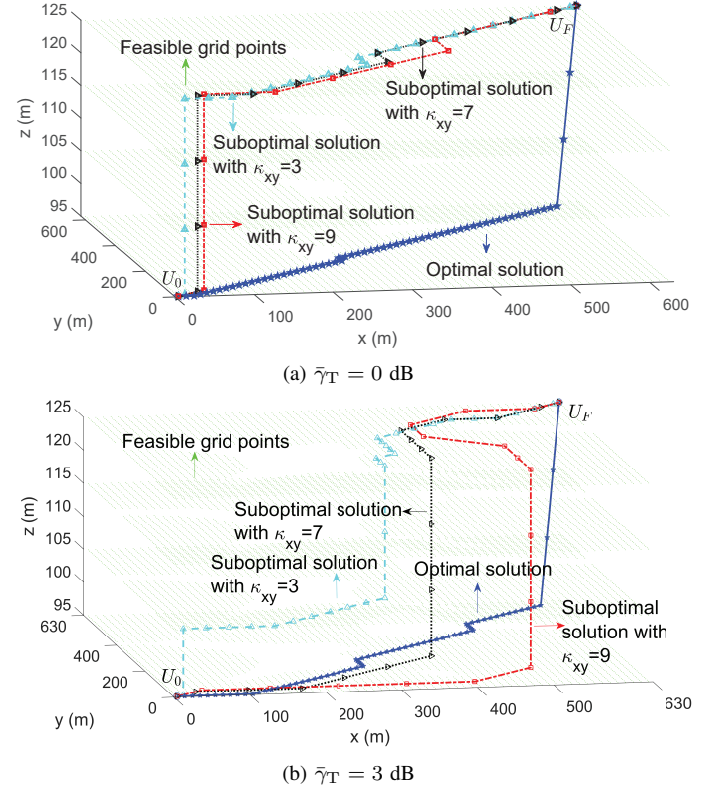 125
120
115
110
105
100
95
z (m)
600
400
200
0
y (m)
0
100
200
300
400
500
600
x (m)
Feasible grid points
U_F
Suboptimal solution
with κ_xy=7
Suboptimal solution
with κ_xy=3
Suboptimal solution
with κ_xy=9
U_0
Optimal solution
(a) γ̄_T = 0 dB
125
120
115
110
105
100
95
z (m)
630
400
200
0
y (m)
0
100
200
300
400
500
630
x (m)
Feasible grid points
U_F
Suboptimal solution
with κ_xy=7
Suboptimal solution
with κ_xy=3
Optimal solution
Suboptimal
solution with
κ_xy=9
U_0
(b) γ̄_T = 3 dB